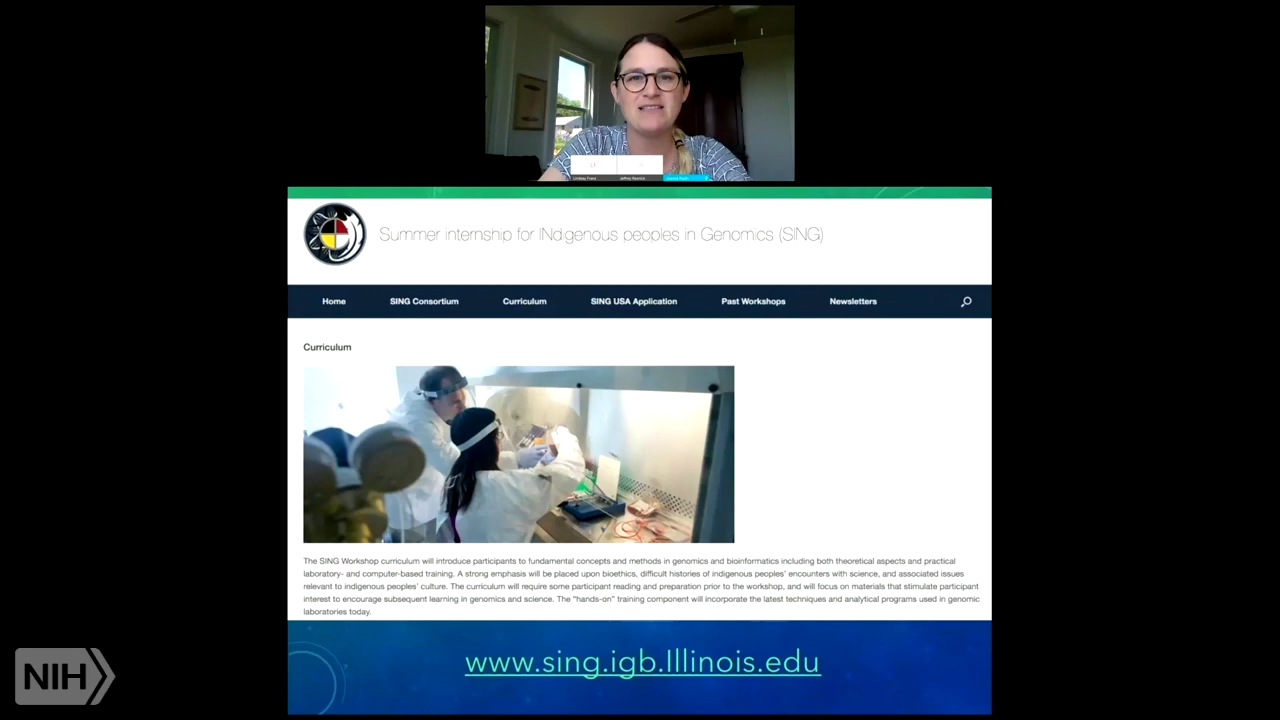 Lindsay Franz
Jeffrey Reznick
Summer internship for INdigenous peoples in Genomics (SING)
Home SING Consortium Curriculum SING USA Application Past Workshops Newsletters
Curriculum
The SING Workshop curriculum will introduce participants to fundamental concepts and methods in genomics and bioinformatics including both theoretical aspects and practical
laboratory- and computer-based training. A strong emphasis will be placed upon bioethics, difficult histories of indigenous peoples' encounters with science, and associated issues
relevant to indigenous peoples' culture. The curriculum will require some participant reading and preparation prior to the workshop, and will focus on materials that stimulate participant
interest to encourage subsequent learning in genomics and science. The "hands-on" training component will incorporate the latest techniques and analytical programs used in genomic
laboratories today.
www.sing.igb.Illinois.edu
NIH